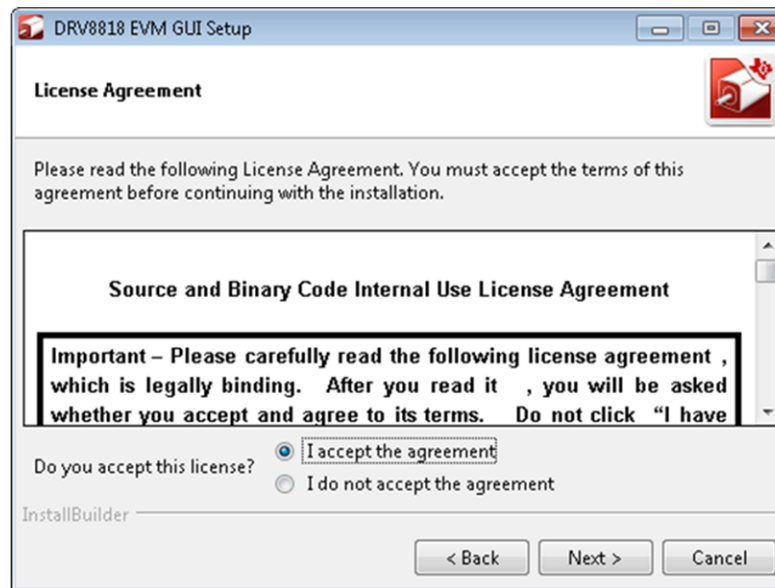 DRV8818 EVM GUI Setup
License Agreement
Please read the following License Agreement. You must accept the terms of this
agreement before continuing with the installation.
Source and Binary Code Internal Use License Agreement
Important – Please carefully read the following license agreement ,
which is legally binding. After you read it , you will be asked
whether you accept and agree to its terms. Do not click “I have
Do you accept this license?
I accept the agreement
I do not accept the agreement
InstallBuilder
< Back Next > Cancel